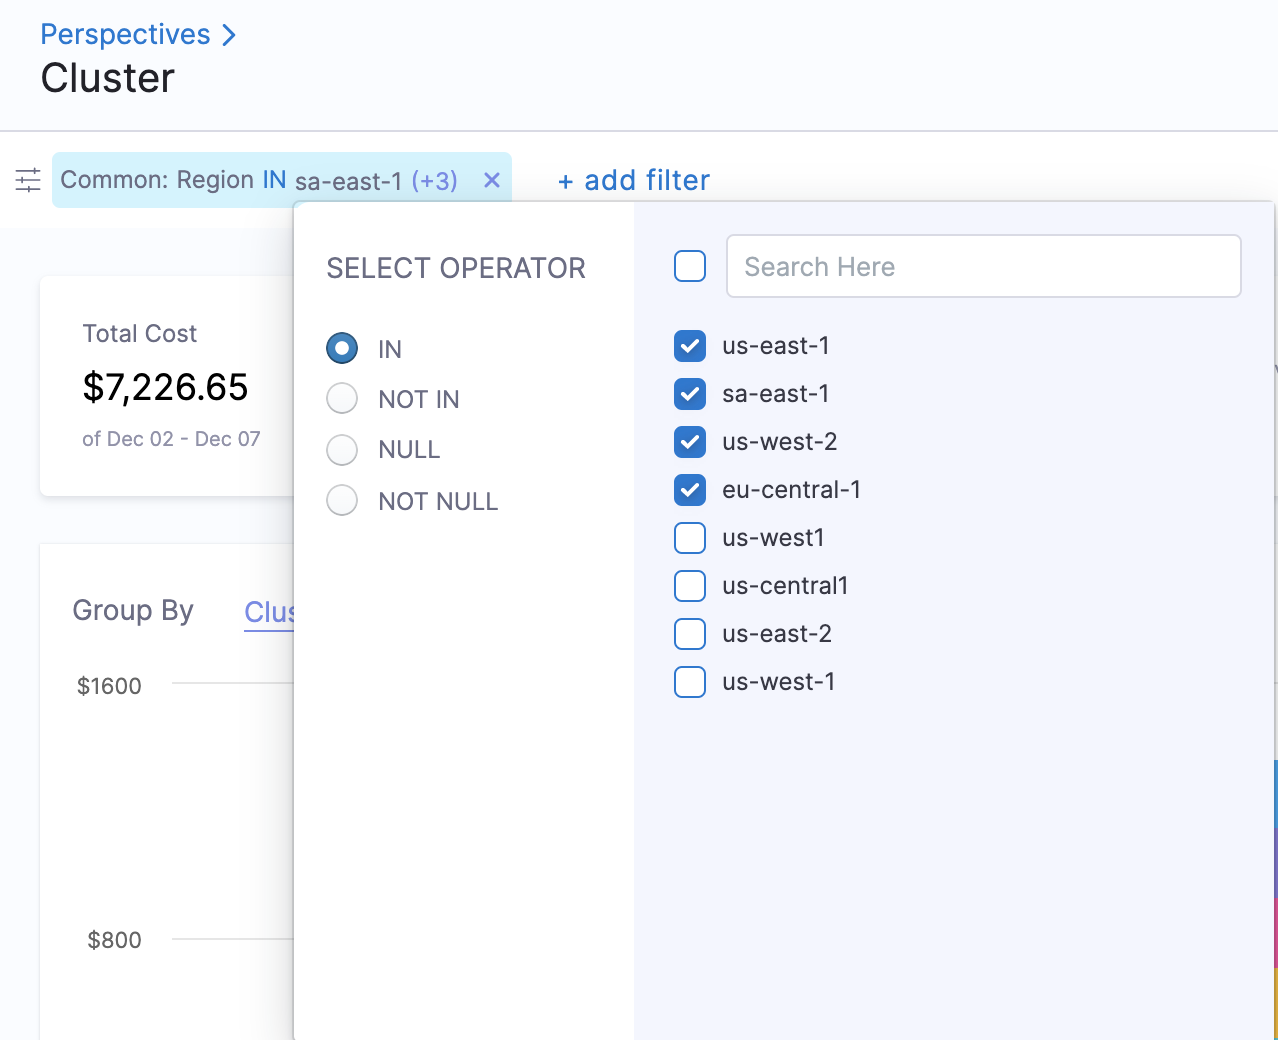 Perspectives >
Cluster
Common: Region IN sa-east-1 (+3) ×
+ add filter
SELECT OPERATOR
IN
NOT IN
NULL
NOT NULL
Search Here
us-east-1
sa-east-1
us-west-2
eu-central-1
us-west1
us-central1
us-east-2
us-west-1
Total Cost
$7,226.65
of Dec 02 - Dec 07
Group By
Clus
$1600
$800